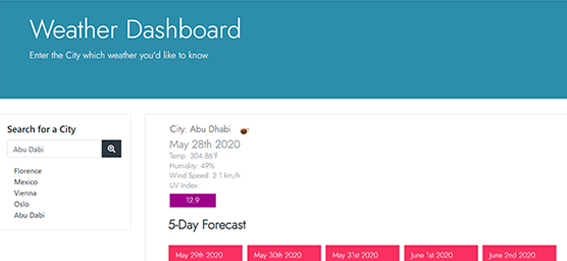 Weather Dashboard
Enter the City which weather you'd like to know
Search for a City
Abu Dabi
Florence
Mexico
Vienna
Oslo
Abu Dabi
City: Abu Dhabi
May 28th 2020
Temp: 304.86°F
Humidity: 49%
Wind Speed: 2.1 km/h
UV Index:
12.9
5-Day Forecast
May 29th 2020
May 30th 2020
May 31st 2020
June 1st 2020
June 2nd 2020